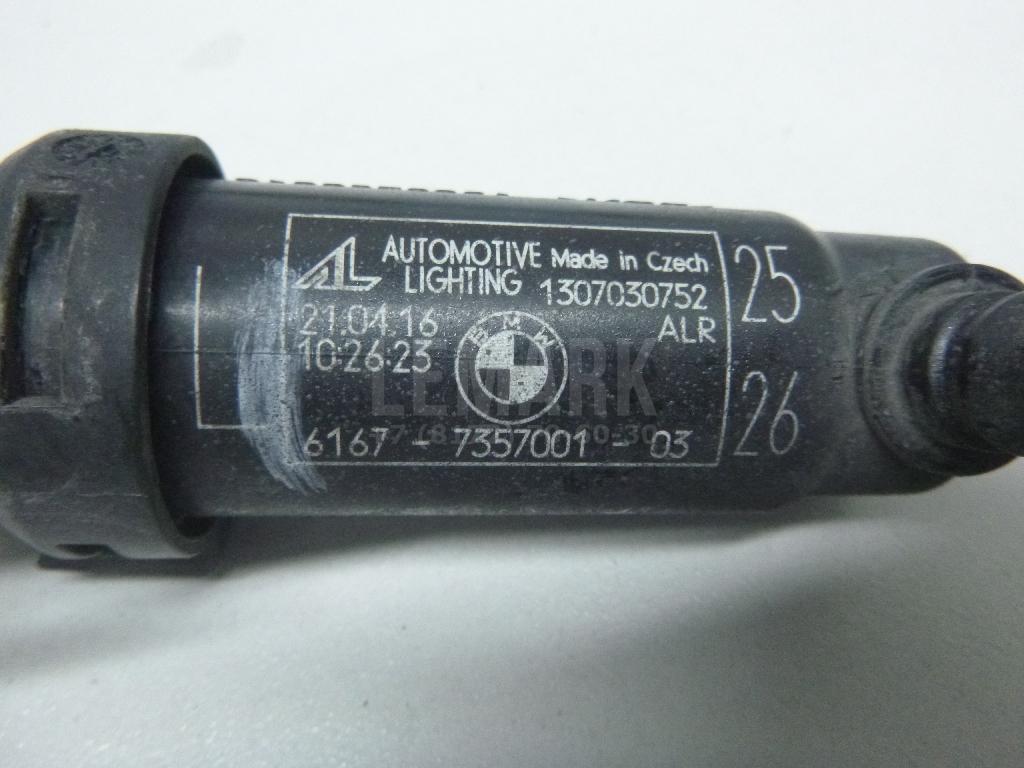 AUTOMOTIVE Made in Czech
LIGHTING 1307030752
21.04.16 ALR
10:26:23
BMW
6167 - 7357001 - 03
25
26
LEMARK